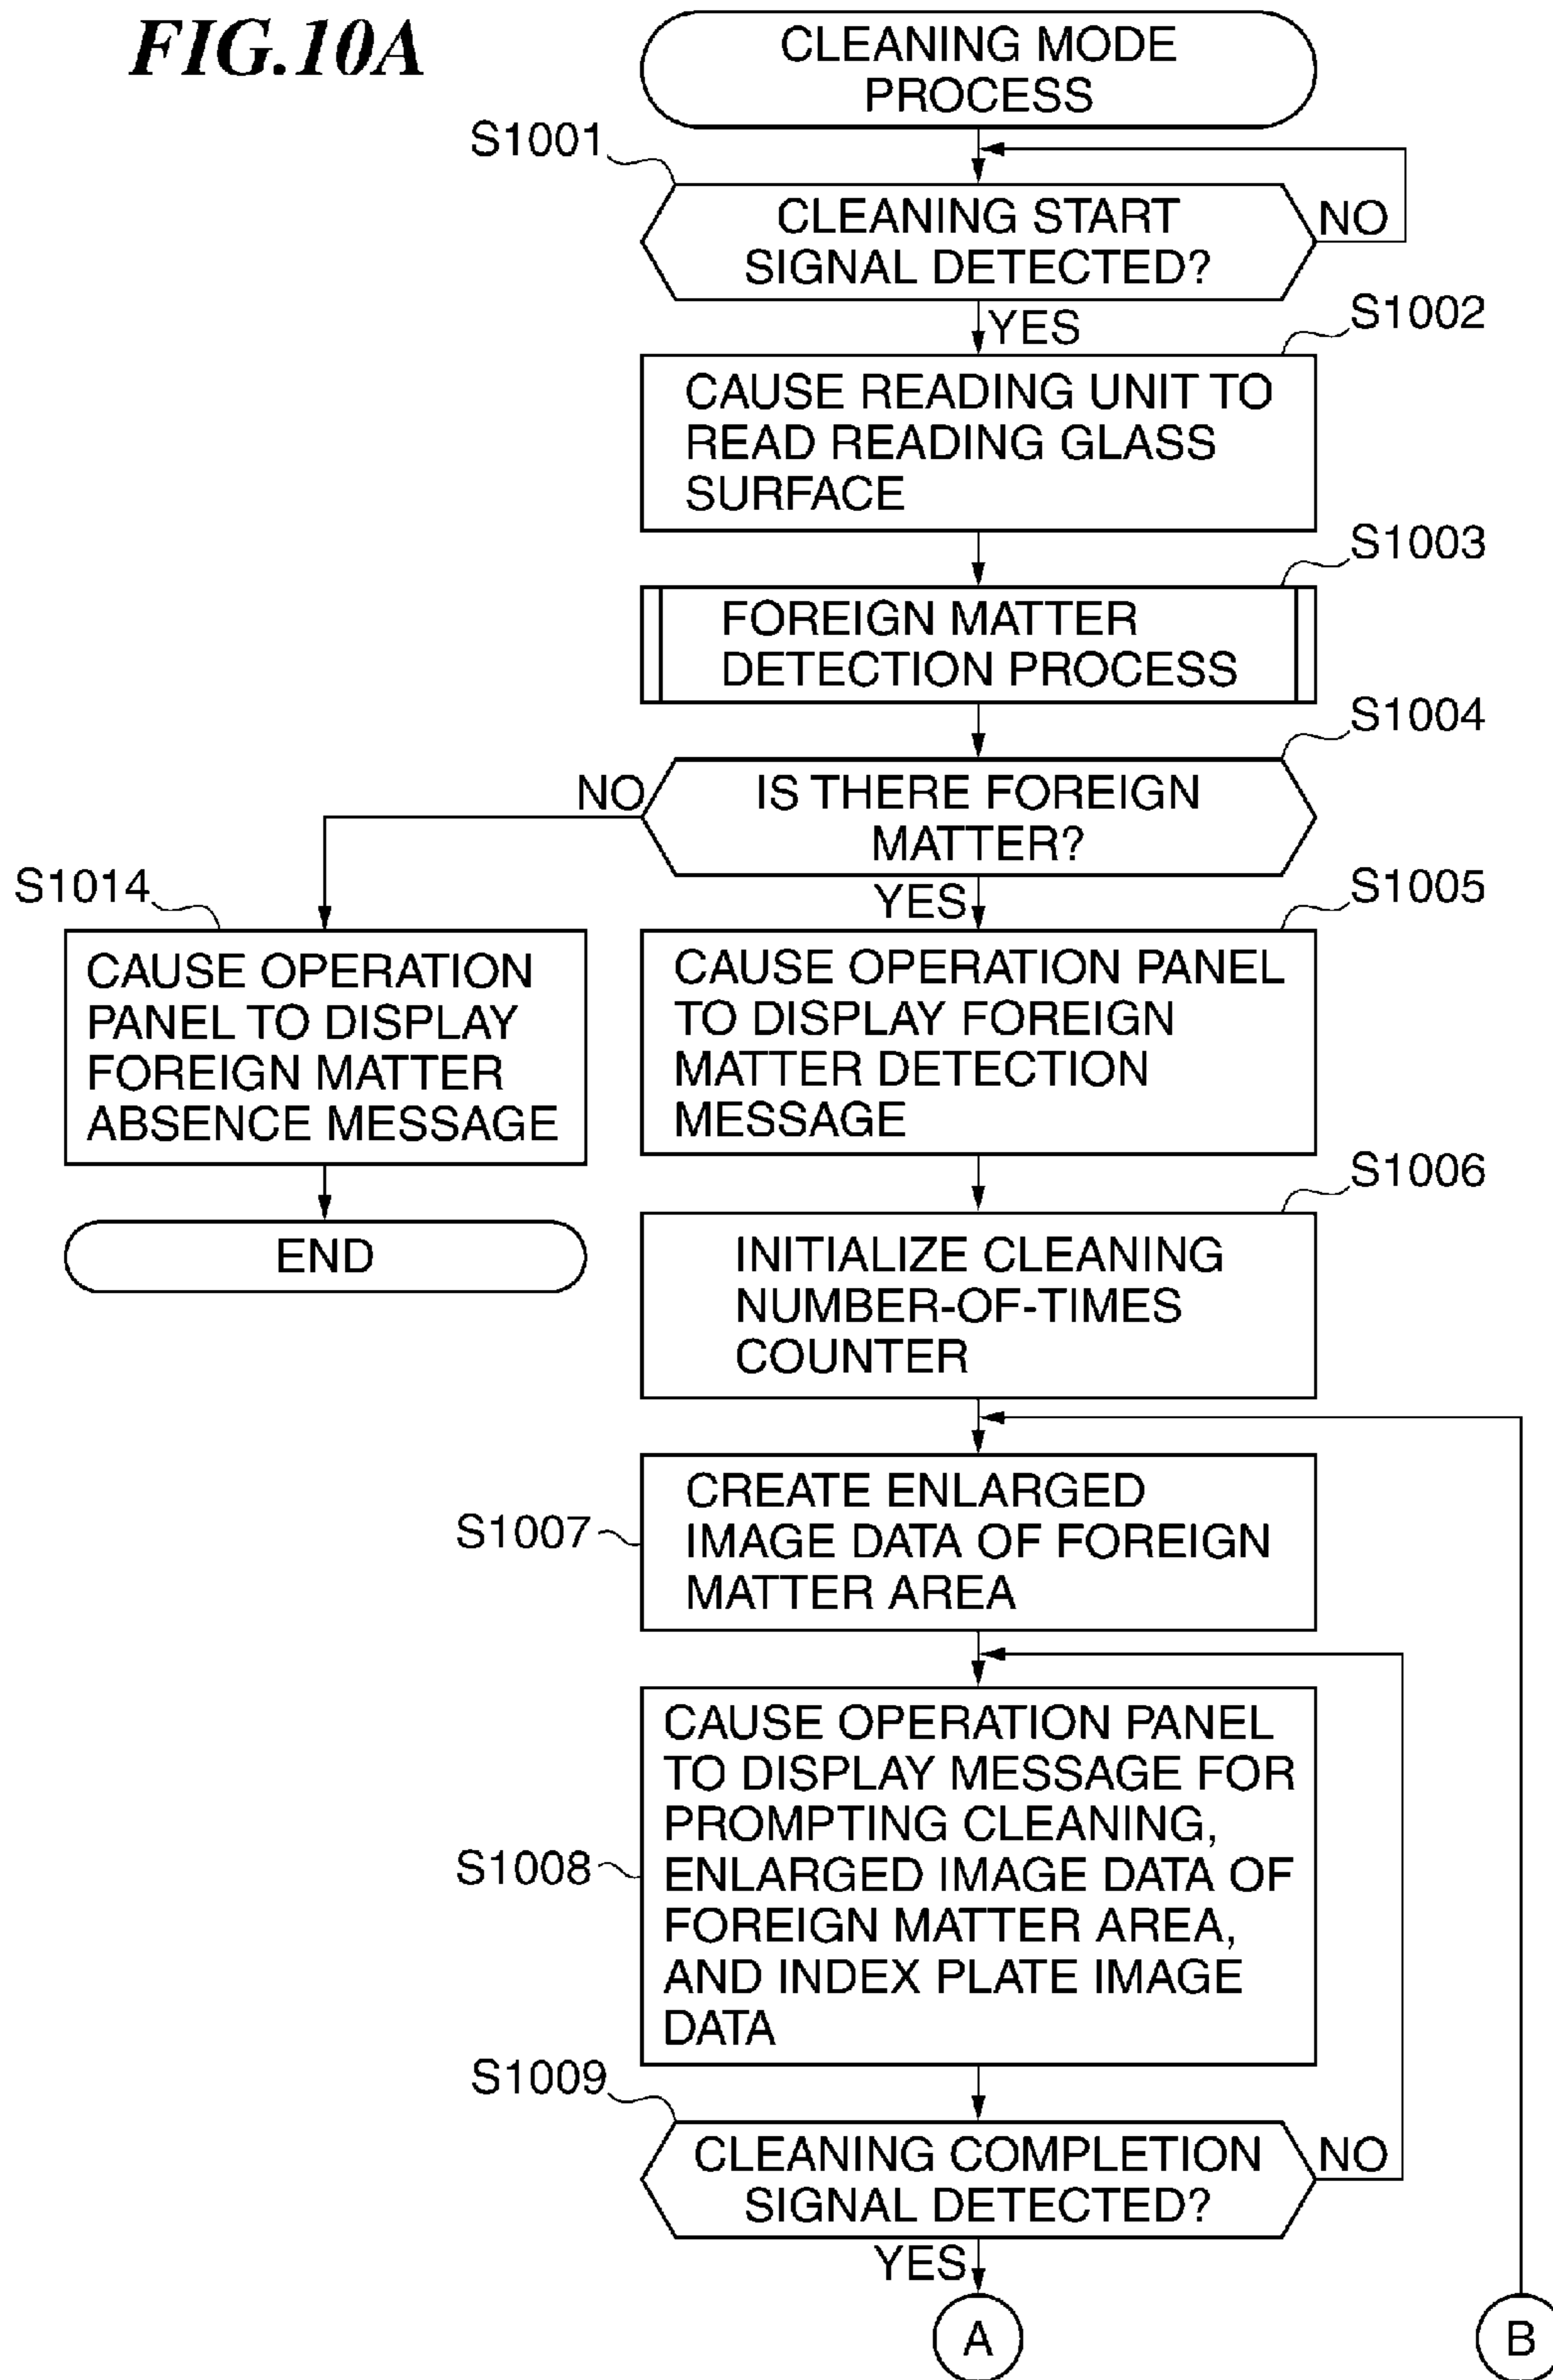 FIG.10A
CLEANING MODE
PROCESS
S1001
CLEANING START
SIGNAL DETECTED?
NO
YES
S1002
CAUSE READING UNIT TO
READ READING GLASS
SURFACE
S1003
FOREIGN MATTER
DETECTION PROCESS
S1004
IS THERE FOREIGN
MATTER?
NO
YES
S1014
CAUSE OPERATION
PANEL TO DISPLAY
FOREIGN MATTER
ABSENCE MESSAGE
END
S1005
CAUSE OPERATION PANEL
TO DISPLAY FOREIGN
MATTER DETECTION
MESSAGE
S1006
INITIALIZE CLEANING
NUMBER-OF-TIMES
COUNTER
S1007
CREATE ENLARGED
IMAGE DATA OF FOREIGN
MATTER AREA
S1008
CAUSE OPERATION PANEL
TO DISPLAY MESSAGE FOR
PROMPTING CLEANING,
ENLARGED IMAGE DATA OF
FOREIGN MATTER AREA,
AND INDEX PLATE IMAGE
DATA
S1009
CLEANING COMPLETION
SIGNAL DETECTED?
NO
YES
A
B